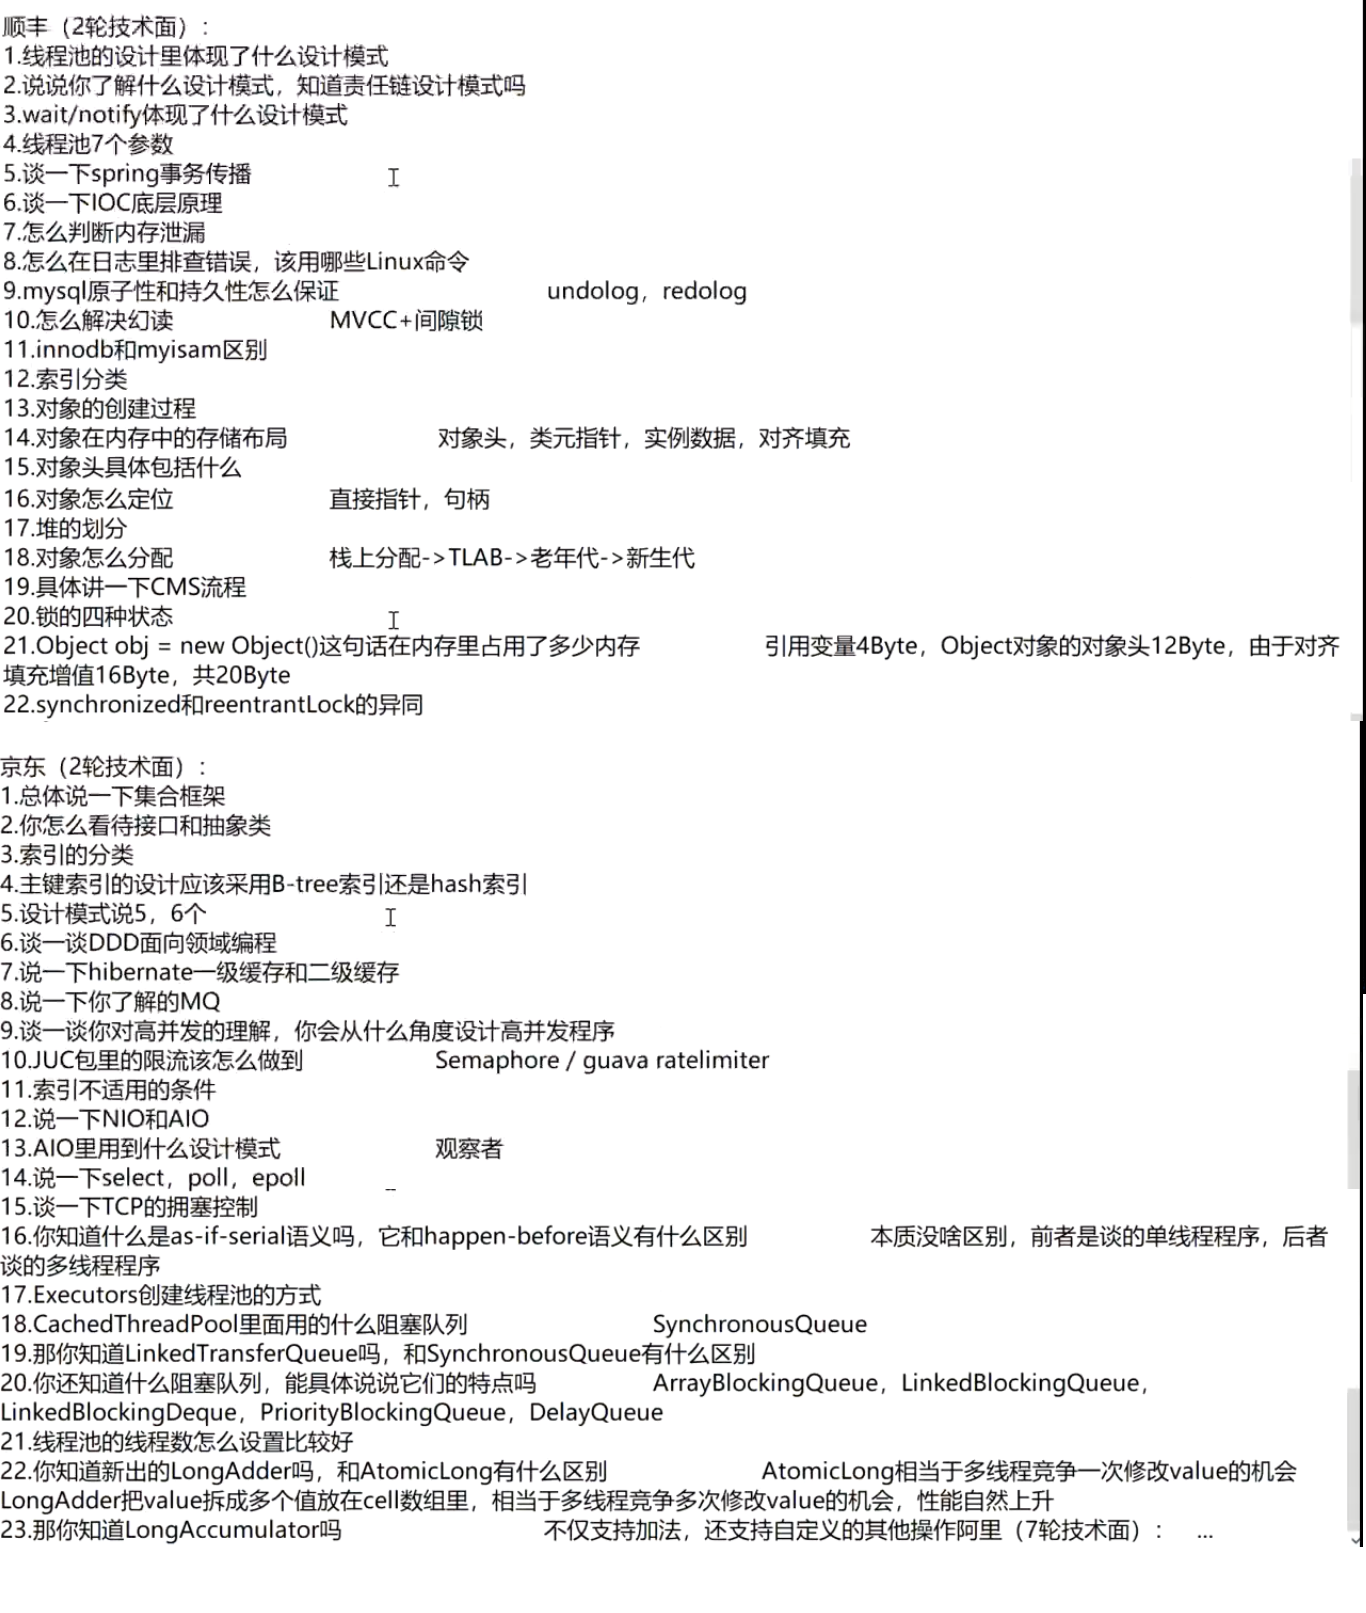 顺丰（2轮技术面）：
1.线程池的设计里体现了什么设计模式
2.说说你了解什么设计模式，知道责任链设计模式吗
3.wait/notify体现了什么设计模式
4.线程池7个参数
5.谈一下spring事务传播
6.谈一下IOC底层原理
7.怎么判断内存泄漏
8.怎么在日志里排查错误，该用哪些Linux命令
9.mysql原子性和持久性怎么保证 undolog，redolog
10.怎么解决幻读 MVCC+间隙锁
11.innodb和myisam区别
12.索引分类
13.对象的创建过程
14.对象在内存中的存储布局 对象头，类元指针，实例数据，对齐填充
15.对象头具体包括什么
16.对象怎么定位 直接指针，句柄
17.堆的划分
18.对象怎么分配 栈上分配->TLAB->老年代->新生代
19.具体讲一下CMS流程
20.锁的四种状态
21.Object obj = new Object()这句话在内存里占用了多少内存 引用变量4Byte，Object对象的对象头12Byte，由于对齐
填充增值16Byte，共20Byte
22.synchronized和reentrantLock的异同
京东（2轮技术面）：
1.总体说一下集合框架
2.你怎么看待接口和抽象类
3.索引的分类
4.主键索引的设计应该采用B-tree索引还是hash索引
5.设计模式说5，6个
6.谈一谈DDD面向领域编程
7.说一下hibernate一级缓存和二级缓存
8.说一下你了解的MQ
9.谈一谈你对高并发的理解，你会从什么角度设计高并发程序
10.JUC包里的限流该怎么做到 Semaphore / guava ratelimiter
11.索引不适用的条件
12.说一下NIO和AIO
13.AIO里用到什么设计模式 观察者
14.说一下select，poll，epoll
15.谈一下TCP的拥塞控制
16.你知道什么是as-if-serial语义吗，它和happen-before语义有什么区别 本质没啥区别，前者是谈的单线程程序，后者
谈的多线程程序
17.Executors创建线程池的方式
18.CachedThreadPool里面用的什么阻塞队列 SynchronousQueue
19.那你知道LinkedTransferQueue吗，和SynchronousQueue有什么区别
20.你还知道什么阻塞队列，能具体说说它们的特点吗 ArrayBlockingQueue，LinkedBlockingQueue，
LinkedBlockingDeque，PriorityBlockingQueue，DelayQueue
21.线程池的线程数怎么设置比较好
22.你知道新出的LongAdder吗，和AtomicLong有什么区别 AtomicLong相当于多线程竞争一次修改value的机会
LongAdder把value拆成多个值放在cell数组里，相当于多线程竞争多次修改value的机会，性能自然上升
23.那你知道LongAccumulator吗 不仅支持加法，还支持自定义的其他操作阿里（7轮技术面）： ...